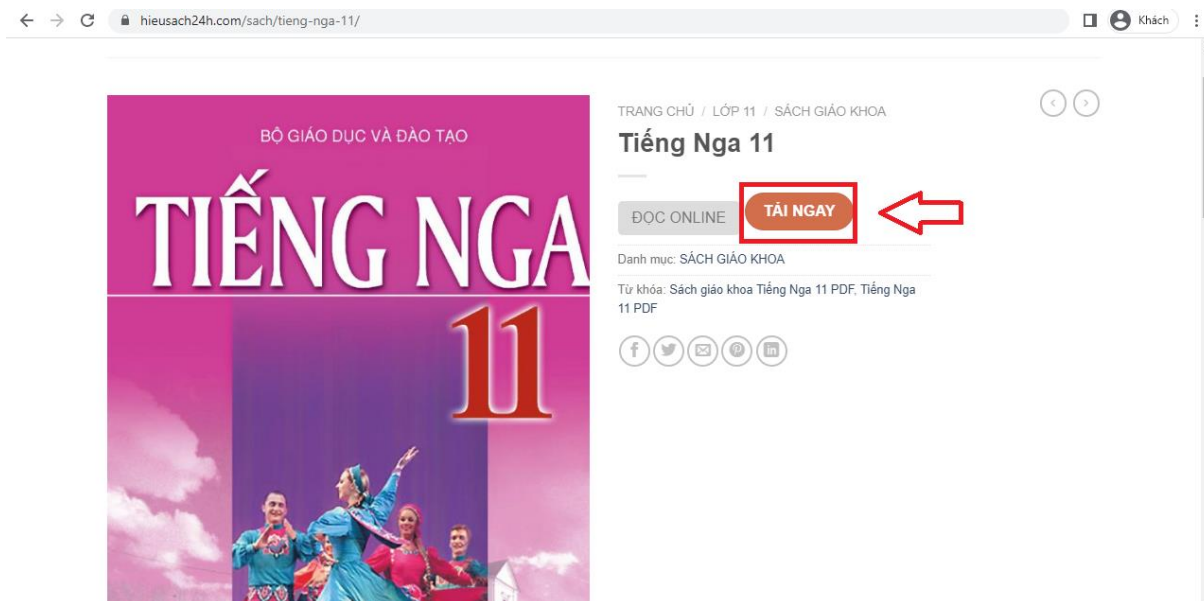 hieusach24h.com/sach/tieng-nga-11/
Khách
BỘ GIÁO DỤC VÀ ĐÀO TẠO
TIẾNG NGA
11
TRANG CHỦ / LỚP 11 / SÁCH GIÁO KHOA
Tiếng Nga 11
ĐỌC ONLINE
TẢI NGAY
Danh mục: SÁCH GIÁO KHOA
Từ khóa: Sách giáo khoa Tiếng Nga 11 PDF, Tiếng Nga
11 PDF